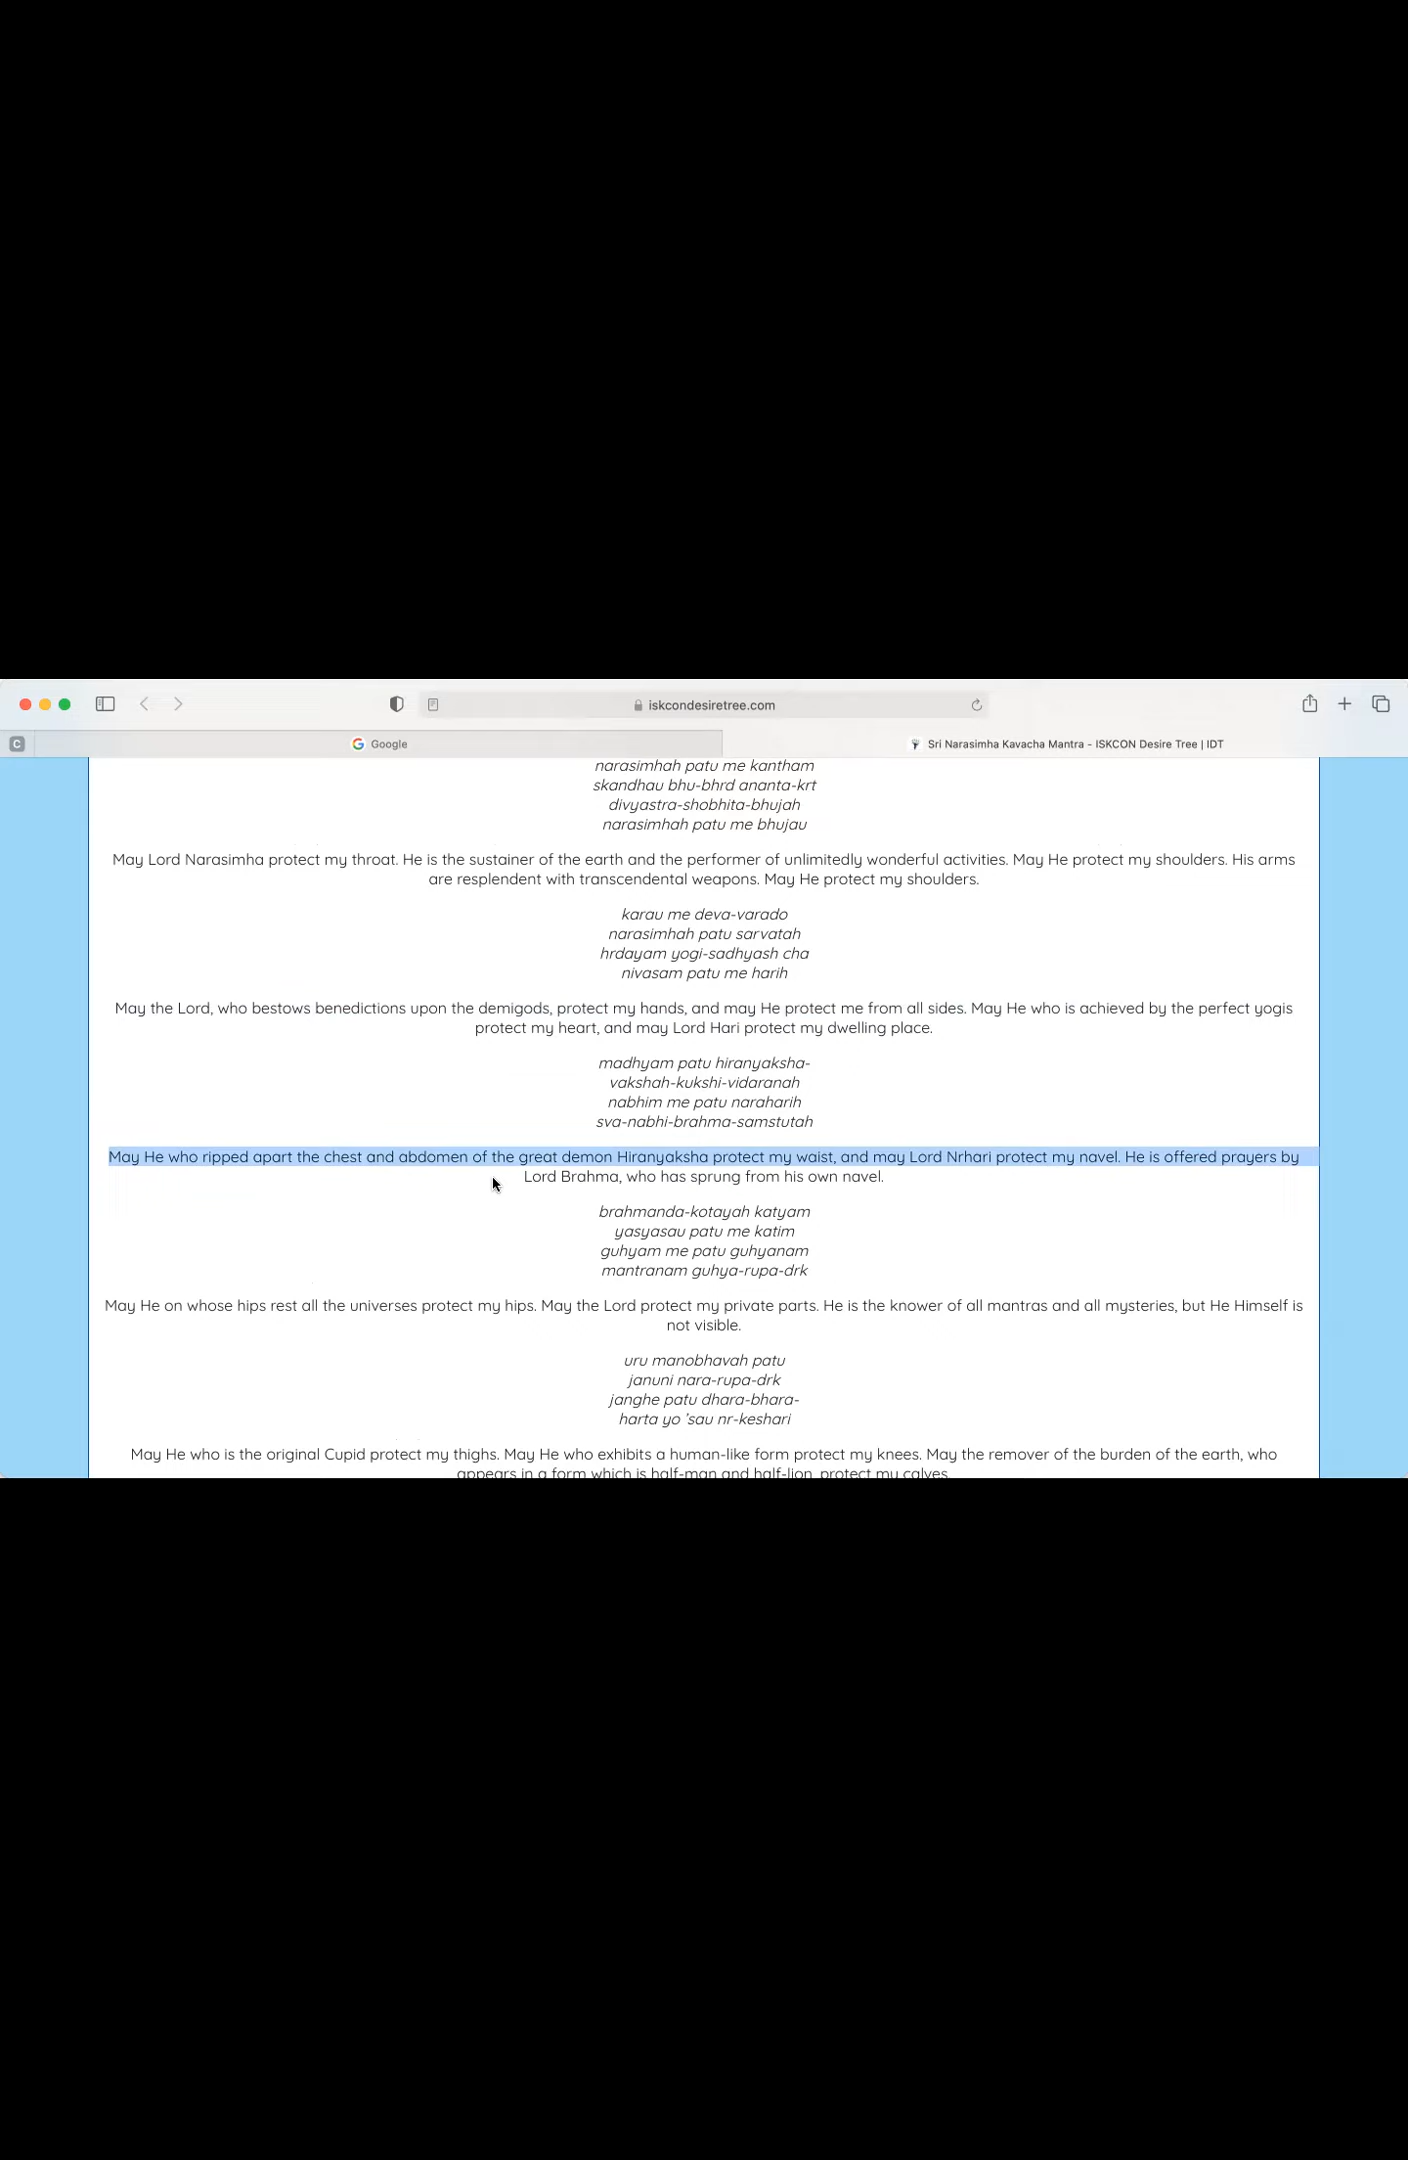 iskcondesiretree.com
C
Google
Sri Narasimha Kavacha Mantra - ISKCON Desire Tree | IDT
narasimhah patu me kantham
skandhau bhu-bhrd ananta-krt
divyastra-shobhita-bhujah
narasimhah patu me bhujau
May Lord Narasimha protect my throat. He is the sustainer of the earth and the performer of unlimitedly wonderful activities. May He protect my shoulders. His arms
are resplendent with transcendental weapons. May He protect my shoulders.
karau me deva-varado
narasimhah patu sarvatah
hrdayam yogi-sadhyash cha
nivasam patu me harih
May the Lord, who bestows benedictions upon the demigods, protect my hands, and may He protect me from all sides. May He who is achieved by the perfect yogis
protect my heart, and may Lord Hari protect my dwelling place.
madhyam patu hiranyaksha-
vakshah-kukshi-vidaranah
nabhim me patu naraharih
sva-nabhi-brahma-samstutah
May He who ripped apart the chest and abdomen of the great demon Hiranyaksha protect my waist, and may Lord Nrhari protect my navel. He is offered prayers by
Lord Brahma, who has sprung from his own navel.
brahmanda-kotayah katyam
yasyasau patu me katim
guhyam me patu guhyanam
mantranam guhya-rupa-drk
May He on whose hips rest all the universes protect my hips. May the Lord protect my private parts. He is the knower of all mantras and all mysteries, but He Himself is
not visible.
uru manobhavah patu
januni nara-rupa-drk
janghe patu dhara-bhara-
harta yo 'sau nr-keshari
May He who is the original Cupid protect my thighs. May He who exhibits a human-like form protect my knees. May the remover of the burden of the earth, who
appears in a form which is half-man and half-lion, protect my calves.